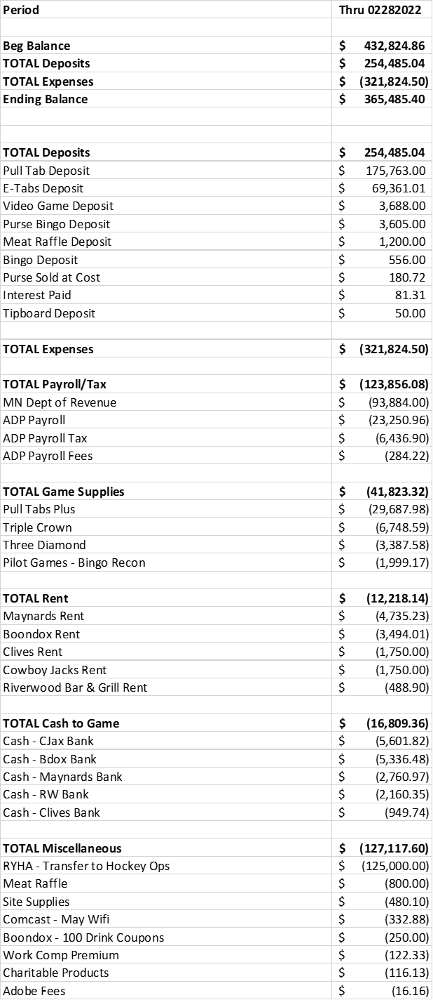 Period Thru 02282022
Beg Balance $ 432,824.86
TOTAL Deposits $ 254,485.04
TOTAL Expenses $ (321,824.50)
Ending Balance $ 365,485.40
TOTAL Deposits $ 254,485.04
Pull Tab Deposit $ 175,763.00
E-Tabs Deposit $ 69,361.01
Video Game Deposit $ 3,688.00
Purse Bingo Deposit $ 3,605.00
Meat Raffle Deposit $ 1,200.00
Bingo Deposit $ 556.00
Purse Sold at Cost $ 180.72
Interest Paid $ 81.31
Tipboard Deposit $ 50.00
TOTAL Expenses $ (321,824.50)
TOTAL Payroll/Tax $ (123,856.08)
MN Dept of Revenue $ (93,884.00)
ADP Payroll $ (23,250.96)
ADP Payroll Tax $ (6,436.90)
ADP Payroll Fees $ (284.22)
TOTAL Game Supplies $ (41,823.32)
Pull Tabs Plus $ (29,687.98)
Triple Crown $ (6,748.59)
Three Diamond $ (3,387.58)
Pilot Games - Bingo Recon $ (1,999.17)
TOTAL Rent $ (12,218.14)
Maynards Rent $ (4,735.23)
Boondox Rent $ (3,494.01)
Clives Rent $ (1,750.00)
Cowboy Jacks Rent $ (1,750.00)
Riverwood Bar & Grill Rent $ (488.90)
TOTAL Cash to Game $ (16,809.36)
Cash - CJax Bank $ (5,601.82)
Cash - Bdox Bank $ (5,336.48)
Cash - Maynards Bank $ (2,760.97)
Cash - RW Bank $ (2,160.35)
Cash - Clives Bank $ (949.74)
TOTAL Miscellaneous $ (127,117.60)
RYHA - Transfer to Hockey Ops $ (125,000.00)
Meat Raffle $ (800.00)
Site Supplies $ (480.10)
Comcast - May Wifi $ (332.88)
Boondox - 100 Drink Coupons $ (250.00)
Work Comp Premium $ (122.33)
Charitable Products $ (116.13)
Adobe Fees $ (16.16)